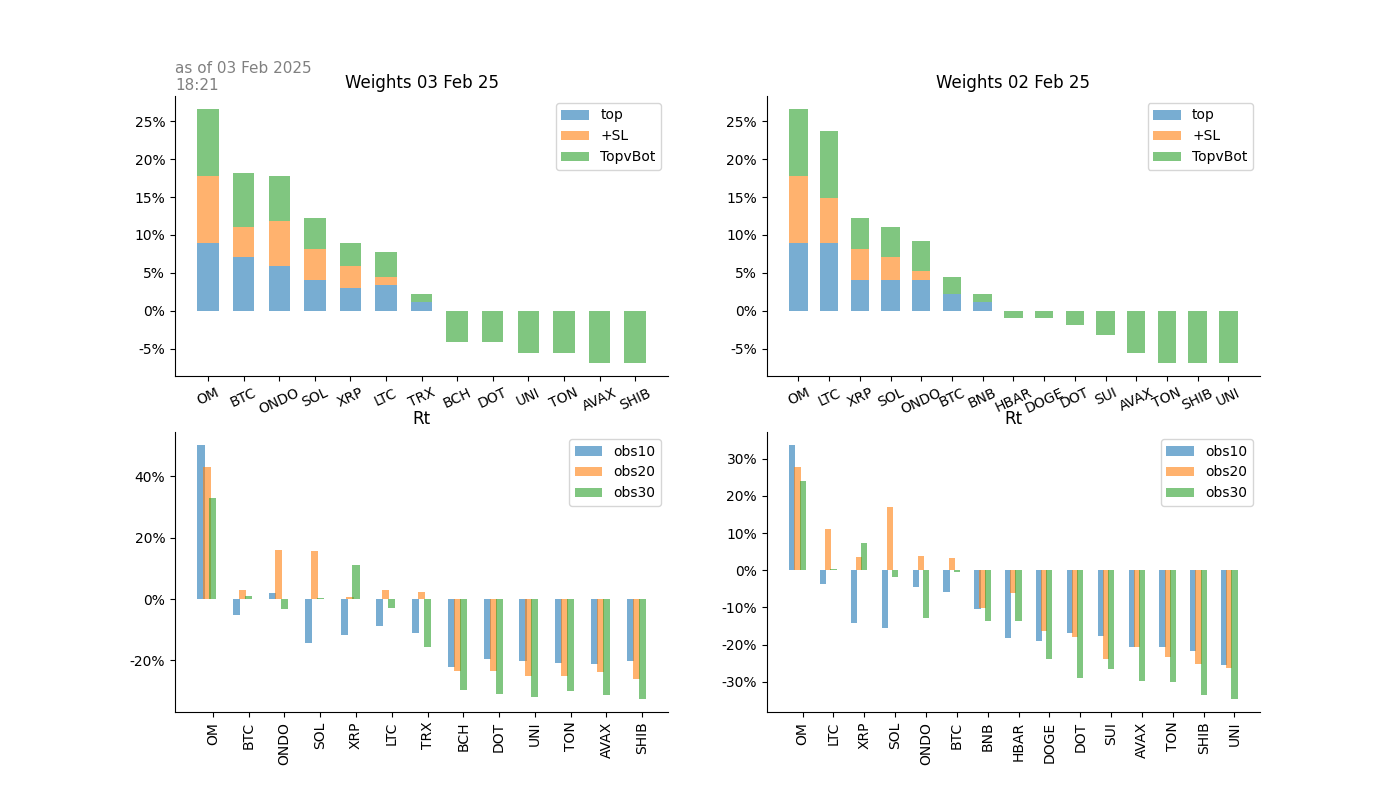 as of 03 Feb 2025
18:21
Weights 03 Feb 25
25%
20%
15%
10%
5%
0%
-5%
top
+SL
TopvBot
OM BTC ONDO SOL XRP LTC TRX BCH DOT UNI TON AVAX SHIB
Weights 02 Feb 25
25%
20%
15%
10%
5%
0%
-5%
top
+SL
TopvBot
OM LTC XRP SOL ONDO BTC BNB HBAR DOGE DOT SUI AVAX TON SHIB UNI
Rt
40%
20%
0%
-20%
obs10
obs20
obs30
OM BTC ONDO SOL XRP LTC TRX BCH DOT UNI TON AVAX SHIB
Rt
30%
20%
10%
0%
-10%
-20%
-30%
obs10
obs20
obs30
OM LTC XRP SOL ONDO BTC BNB HBAR DOGE DOT SUI AVAX TON SHIB UNI